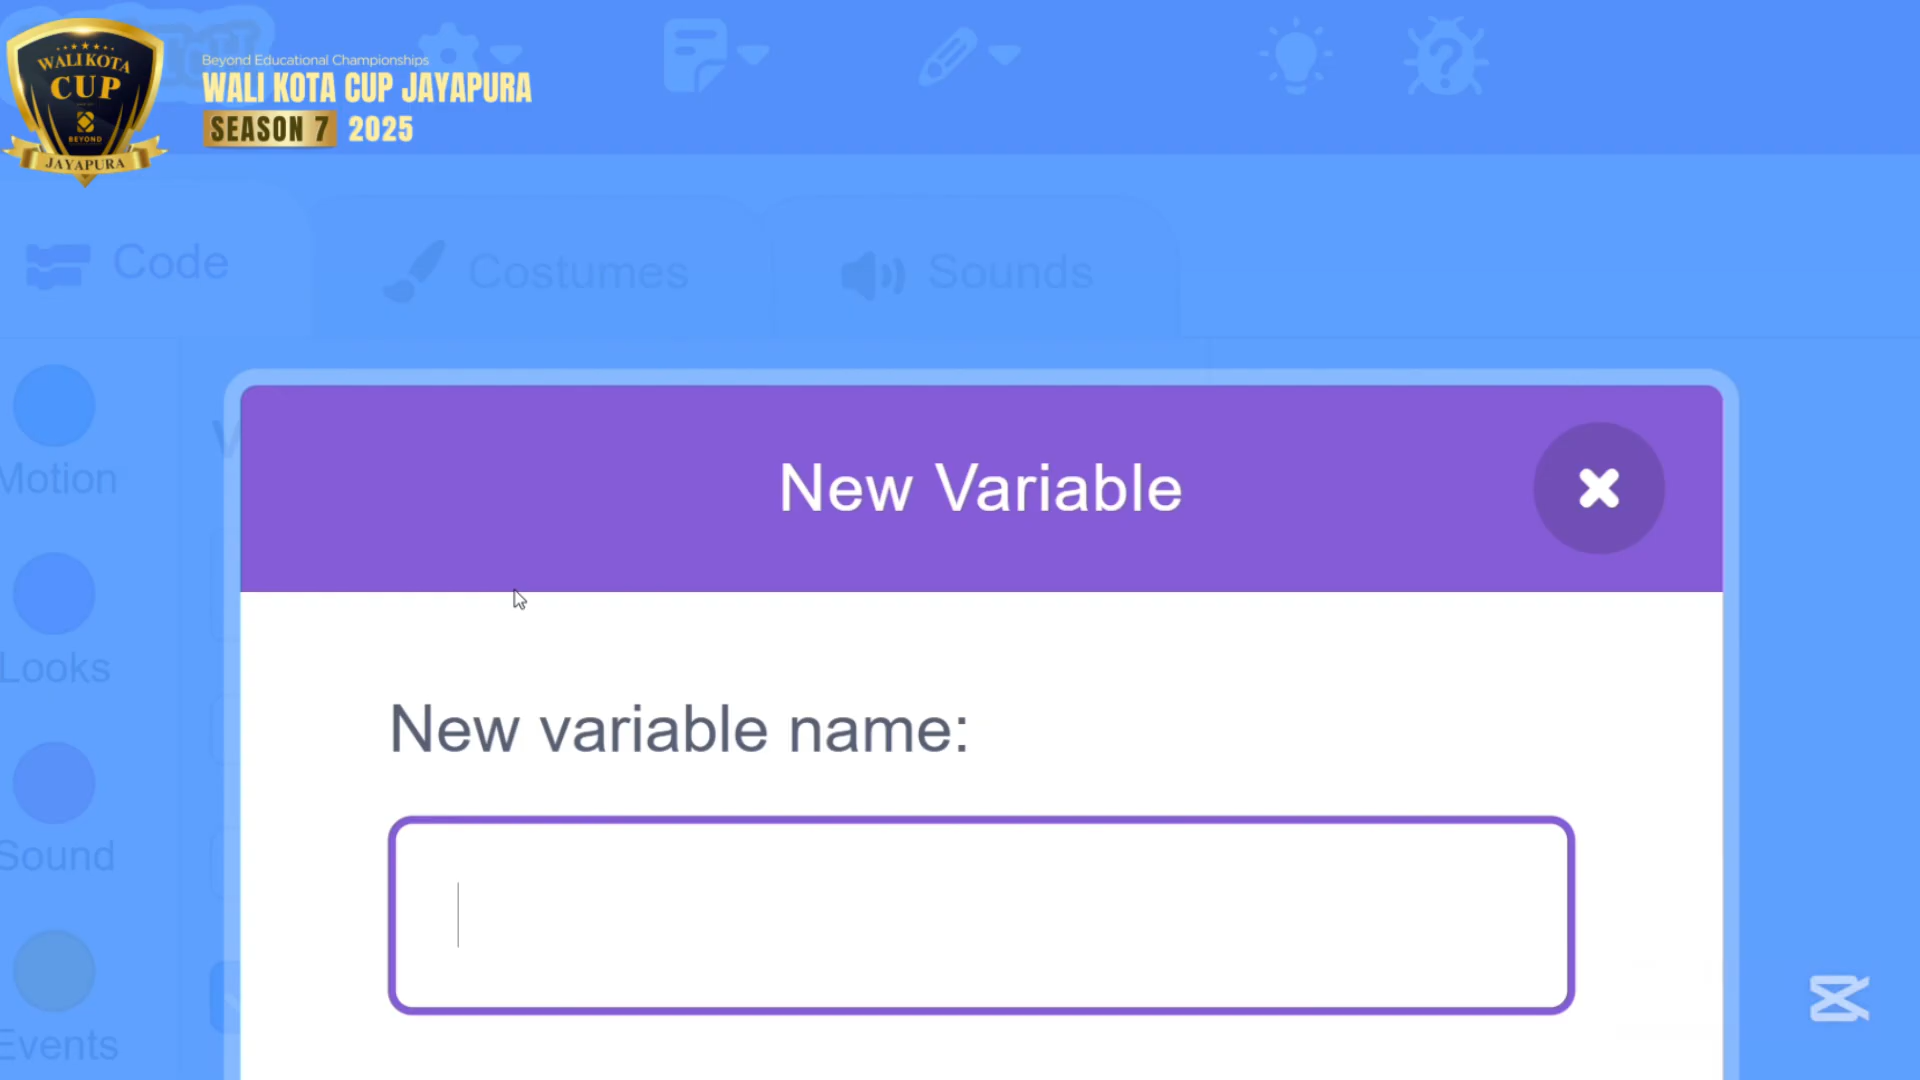 WALI KOTA
CUP
BEYOND
JAYAPURA
Beyond Educational Championships
WALI KOTA CUP JAYAPURA
SEASON 7 2025
Code
Costumes
Sounds
Motion
Looks
Sound
Events
New Variable
New variable name: